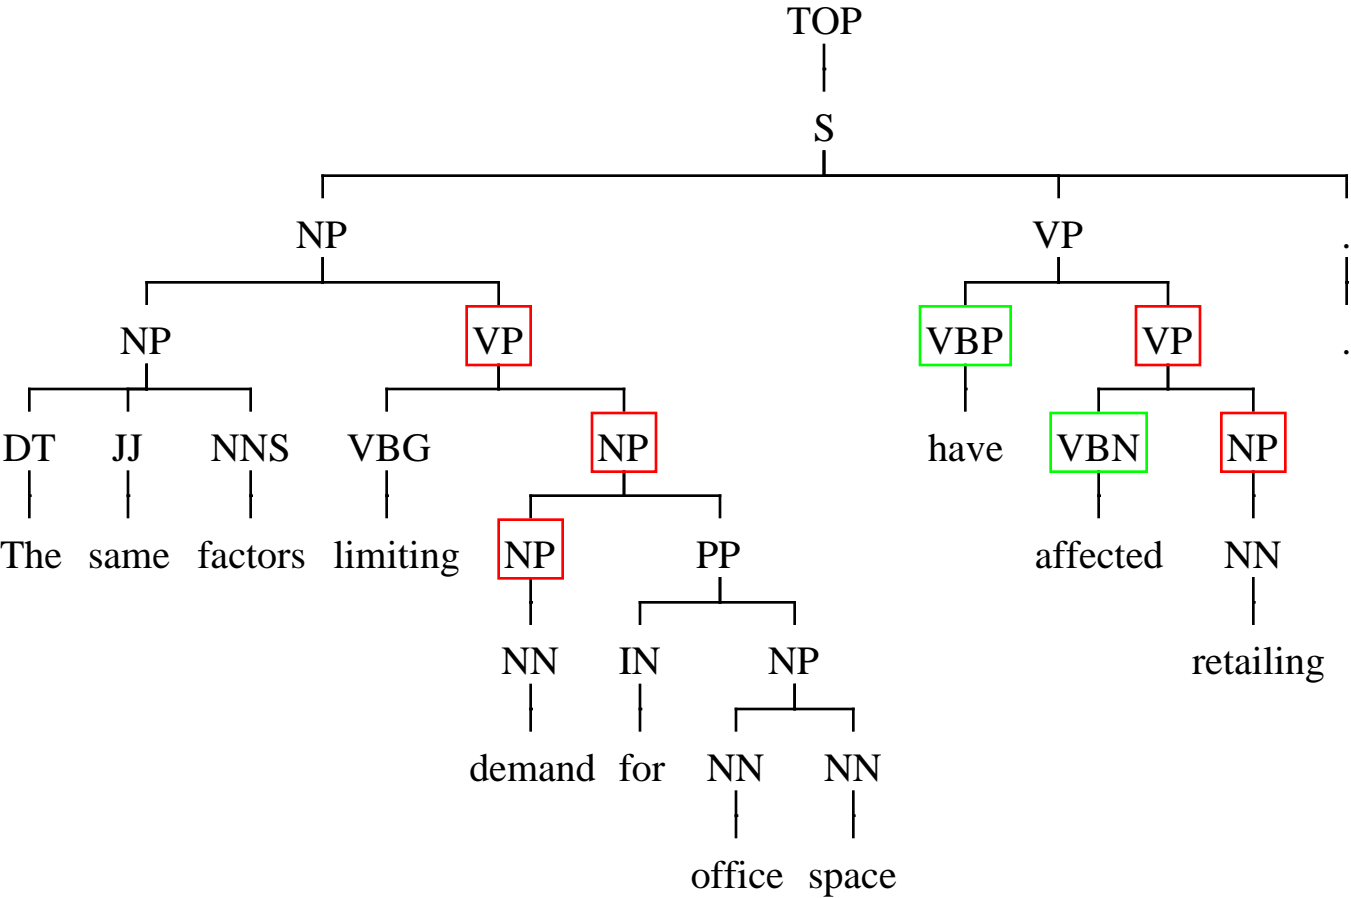 TOP
S
NP VP .
NP VP VBP VP .
DT JJ NNS VBG NP have VBN NP
The same factors limiting NP PP affected NN
NN IN NP retailing
demand for NN NN
office space